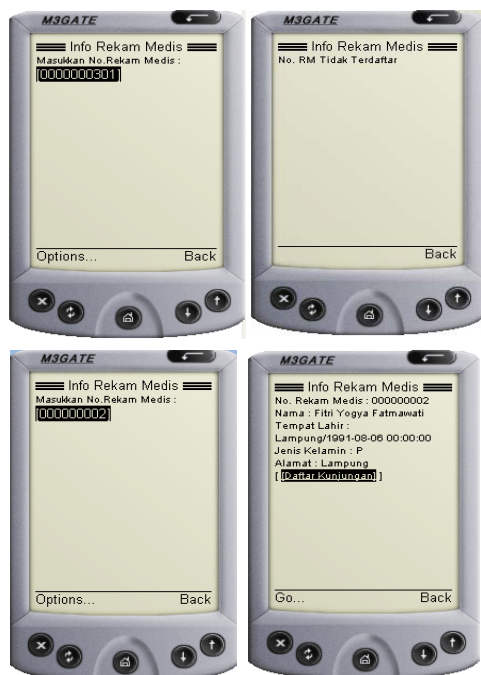 M3GATE
Info Rekam Medis
Masukkan No.Rekam Medis :
[0000000301]
Options... Back
M3GATE
Info Rekam Medis
No. RM Tidak Terdaftar
Back
M3GATE
Info Rekam Medis
Masukkan No.Rekam Medis :
[000000002]
Options... Back
M3GATE
Info Rekam Medis
No. Rekam Medis : 000000002
Nama : Fitri Yogya Fatmawati
Tempat Lahir :
Lampung/1991-08-06 00:00:00
Jenis Kelamin : P
Alamat : Lampung
[ [Daftar Kunjungan] ]
Go... Back